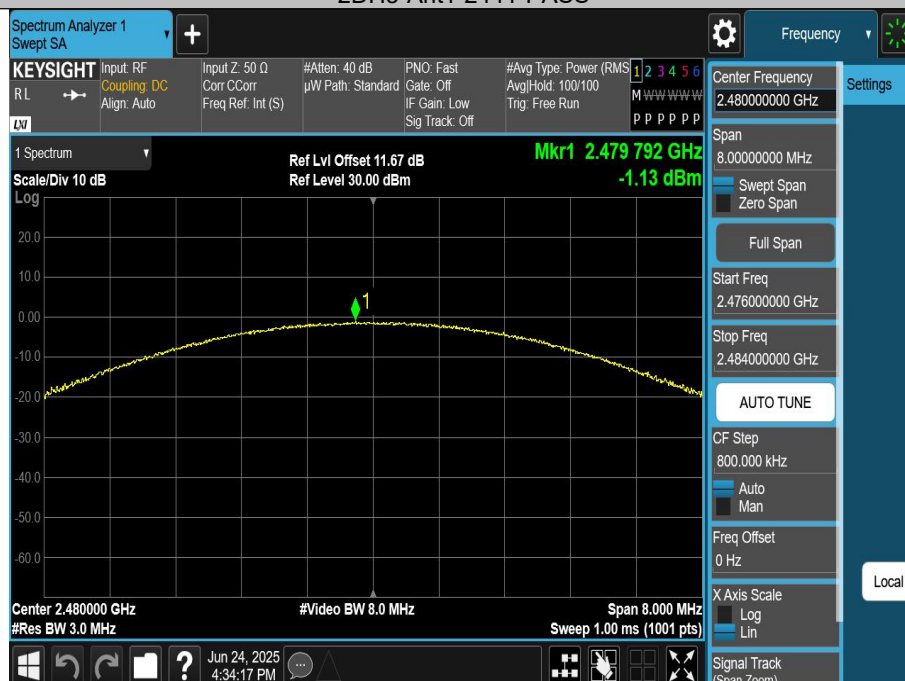 Spectrum Analyzer 1
Swept SA
Frequency
KEYSIGHT
RL
LXI
Input: RF
Coupling: DC
Align: Auto
Input Z: 50 Ω
Corr CCorr
Freq Ref: Int (S)
#Atten: 40 dB
µW Path: Standard
PNO: Fast
Gate: Off
IF Gain: Low
Sig Track: Off
#Avg Type: Power (RMS
Avg|Hold: 100/100
Trig: Free Run
1 2 3 4 5 6
M W W W W W
P P P P P P
1 Spectrum
Scale/Div 10 dB
Log
Ref Lvl Offset 11.67 dB
Ref Level 30.00 dBm
Mkr1 2.479 792 GHz
-1.13 dBm
20.0
10.0
0.00
-10.0
-20.0
-30.0
-40.0
-50.0
-60.0
1
Center 2.480000 GHz
#Res BW 3.0 MHz
#Video BW 8.0 MHz
Span 8.000 MHz
Sweep 1.00 ms (1001 pts)
Jun 24, 2025
4:34:17 PM
Center Frequency
2.480000000 GHz
Settings
Span
8.00000000 MHz
Swept Span
Zero Span
Full Span
Start Freq
2.476000000 GHz
Stop Freq
2.484000000 GHz
AUTO TUNE
CF Step
800.000 kHz
Auto
Man
Freq Offset
0 Hz
X Axis Scale
Log
Lin
Local
Signal Track
(Span Zoom)